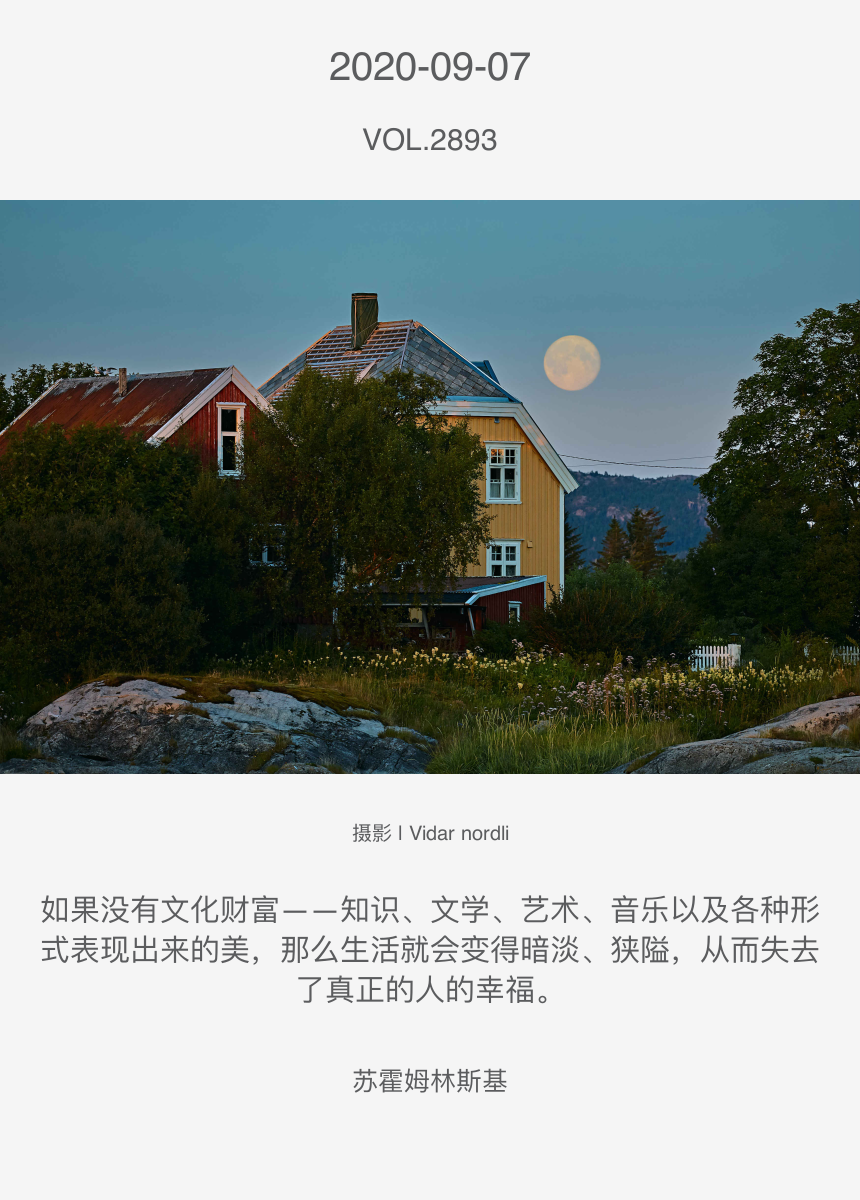 2020-09-07
VOL.2893
摄影 | Vidar nordli
如果没有文化财富——知识、文学、艺术、音乐以及各种形
式表现出来的美，那么生活就会变得暗淡、狭隘，从而失去
了真正的人的幸福。
苏霍姆林斯基